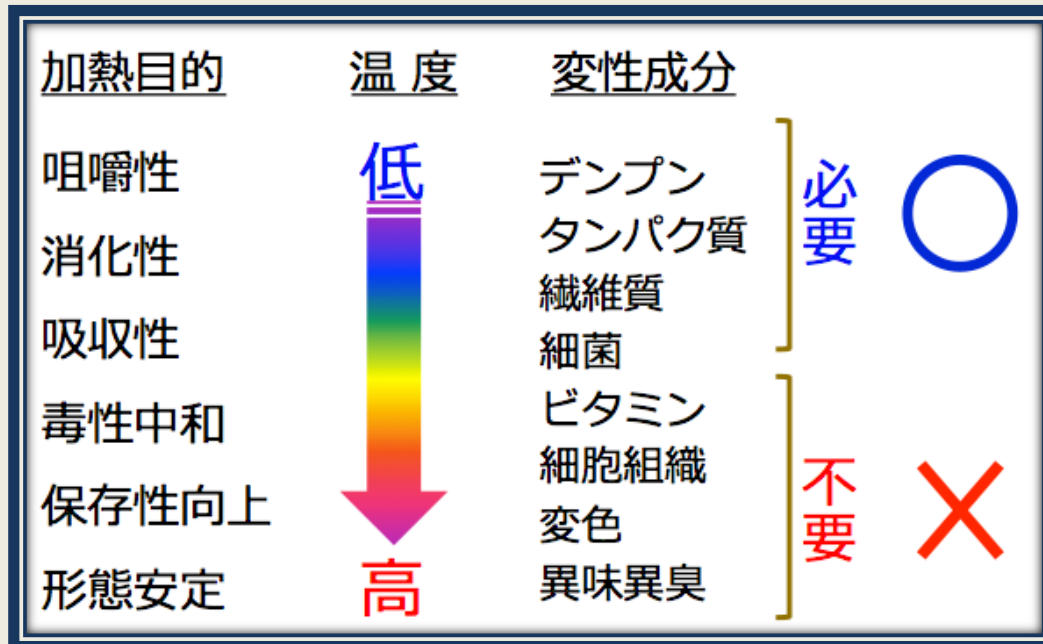 加熱目的
温 度
変性成分
咀嚼性
消化性
吸収性
毒性中和
保存性向上
形態安定
低
高
デンプン
タンパク質
繊維質
細菌
ビタミン
細胞組織
変色
異味異臭
必要
不要